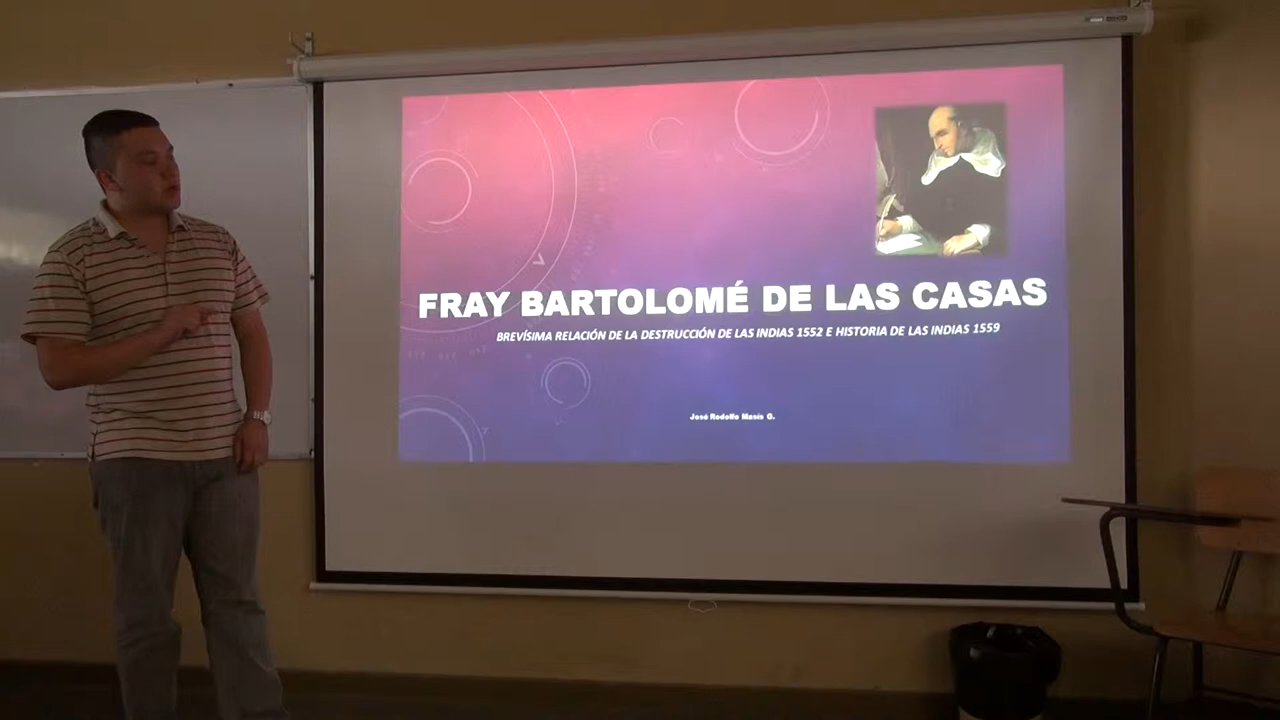 FRAY BARTOLOMÉ DE LAS CASAS
BREVÍSIMA RELACIÓN DE LA DESTRUCCIÓN DE LAS INDIAS 1552 E HISTORIA DE LAS INDIAS 1559
José Rodolfo Masís G.